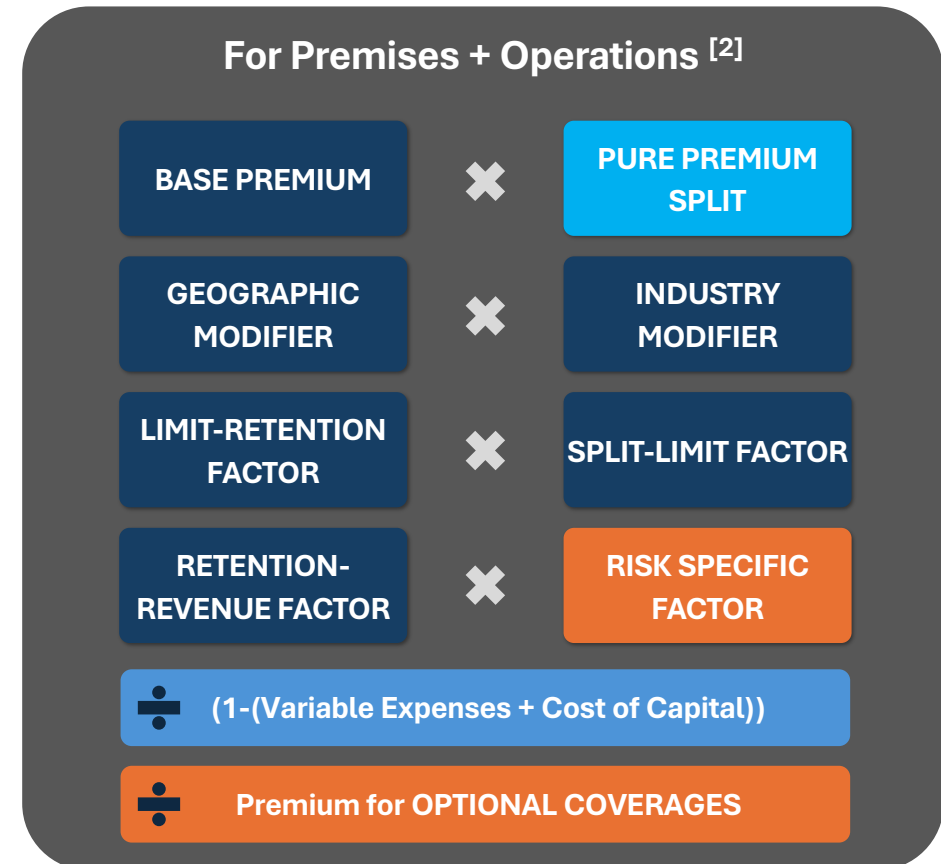 For Premises + Operations [2]
BASE PREMIUM
✖
PURE PREMIUM
SPLIT
GEOGRAPHIC
MODIFIER
✖
INDUSTRY
MODIFIER
LIMIT-RETENTION
FACTOR
✖
SPLIT-LIMIT FACTOR
RETENTION-
REVENUE FACTOR
✖
RISK SPECIFIC
FACTOR
➗ (1-(Variable Expenses + Cost of Capital))
➗ Premium for OPTIONAL COVERAGES